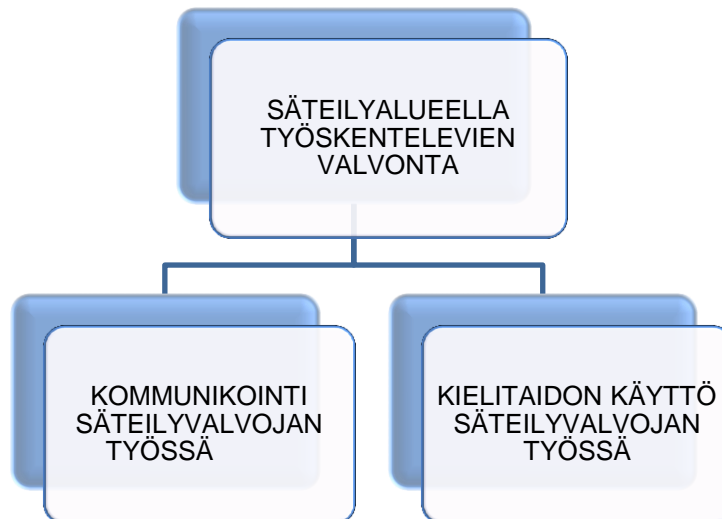 SÄTEILYALUEELLA
TYÖSKENTELEVIEN
VALVONTA
KOMMUNIKOINTI
SÄTEILYVALVOJAN
TYÖSSÄ
KIELITAIDON KÄYTTÖ
SÄTEILYVALVOJAN
TYÖSSÄ